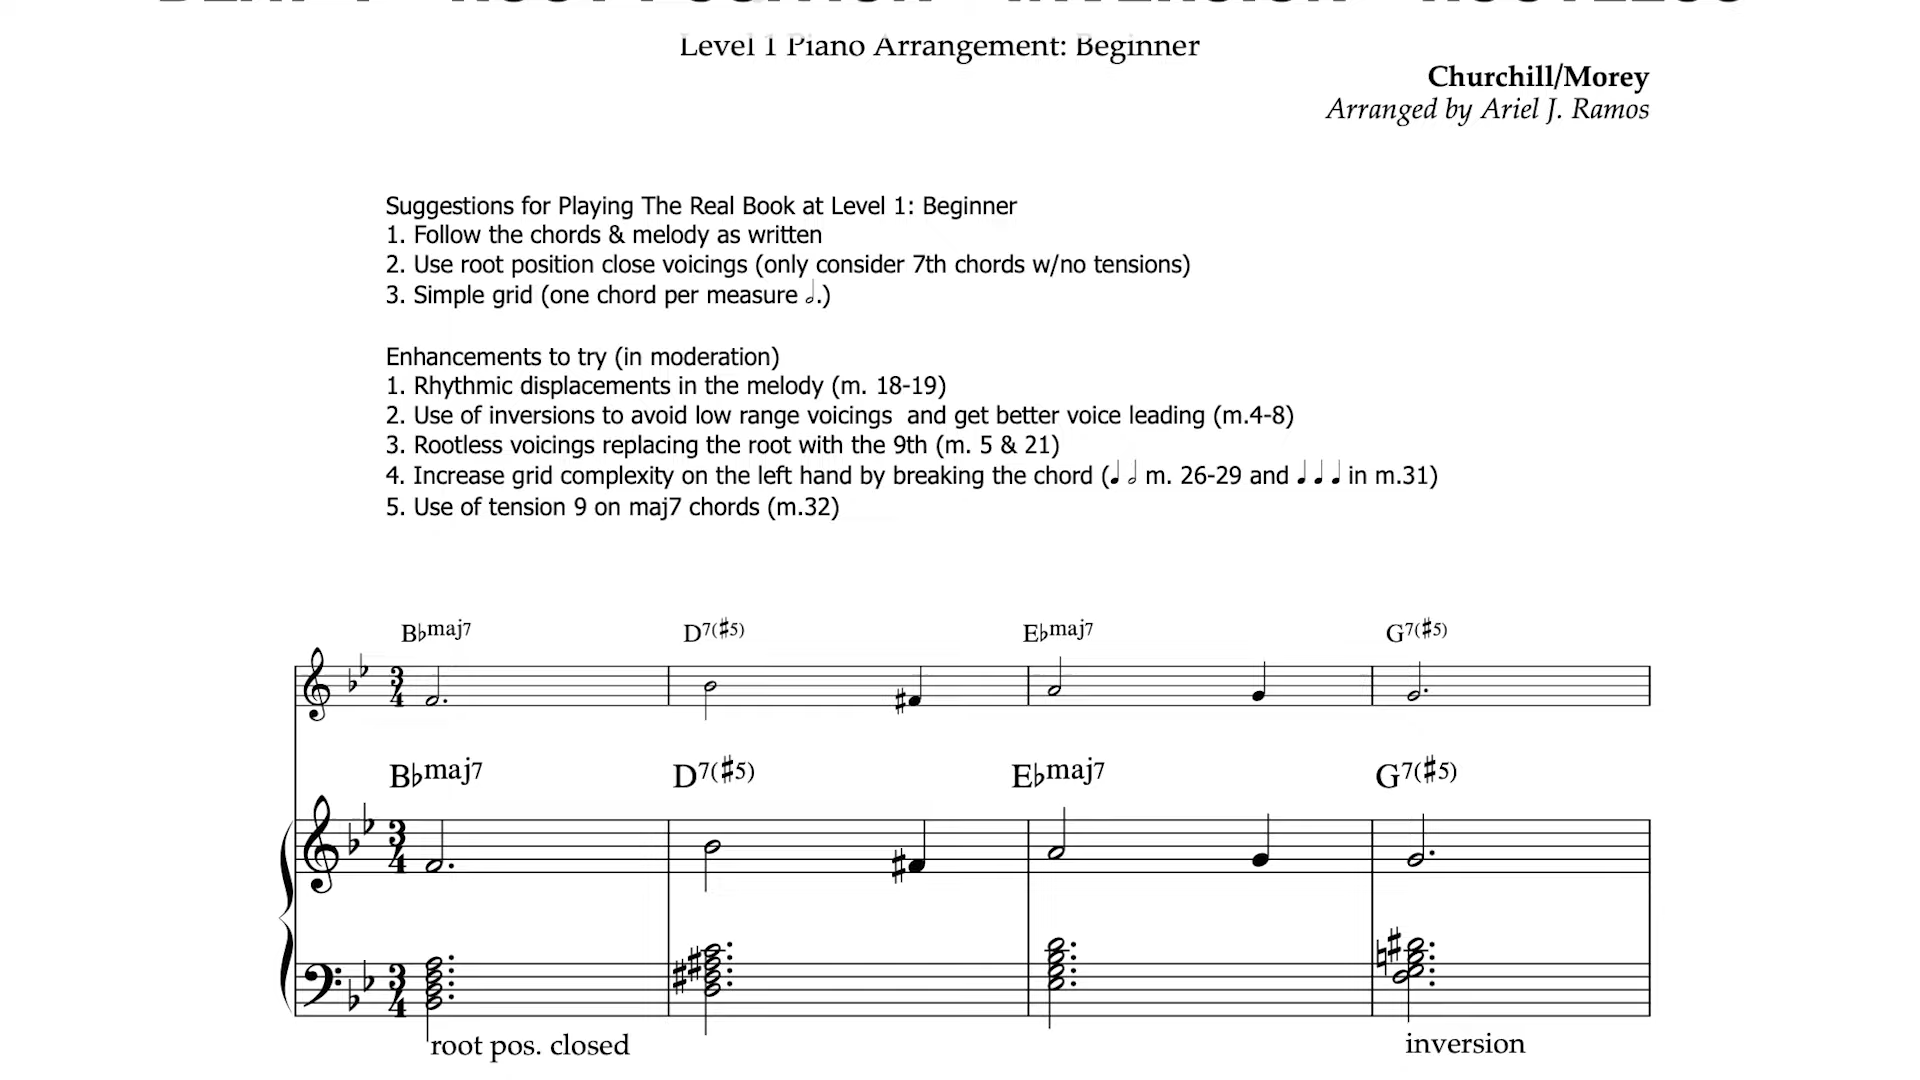 Level 1 Piano Arrangement: Beginner
Churchill/Morey
Arranged by Ariel J. Ramos
Suggestions for Playing The Real Book at Level 1: Beginner
1. Follow the chords & melody as written
2. Use root position close voicings (only consider 7th chords w/no tensions)
3. Simple grid (one chord per measure 𝅗𝅥.)
Enhancements to try (in moderation)
1. Rhythmic displacements in the melody (m. 18-19)
2. Use of inversions to avoid low range voicings  and get better voice leading (m.4-8)
3. Rootless voicings replacing the root with the 9th (m. 5 & 21)
4. Increase grid complexity on the left hand by breaking the chord (♩ 𝅗𝅥 m. 26-29 and ♩ ♩ ♩ in m.31)
5. Use of tension 9 on maj7 chords (m.32)
B♭maj7 D7(♯5) E♭maj7 G7(♯5)
3 4
B♭maj7 D7(♯5) E♭maj7 G7(♯5)
3 4
3 4
root pos. closed inversion